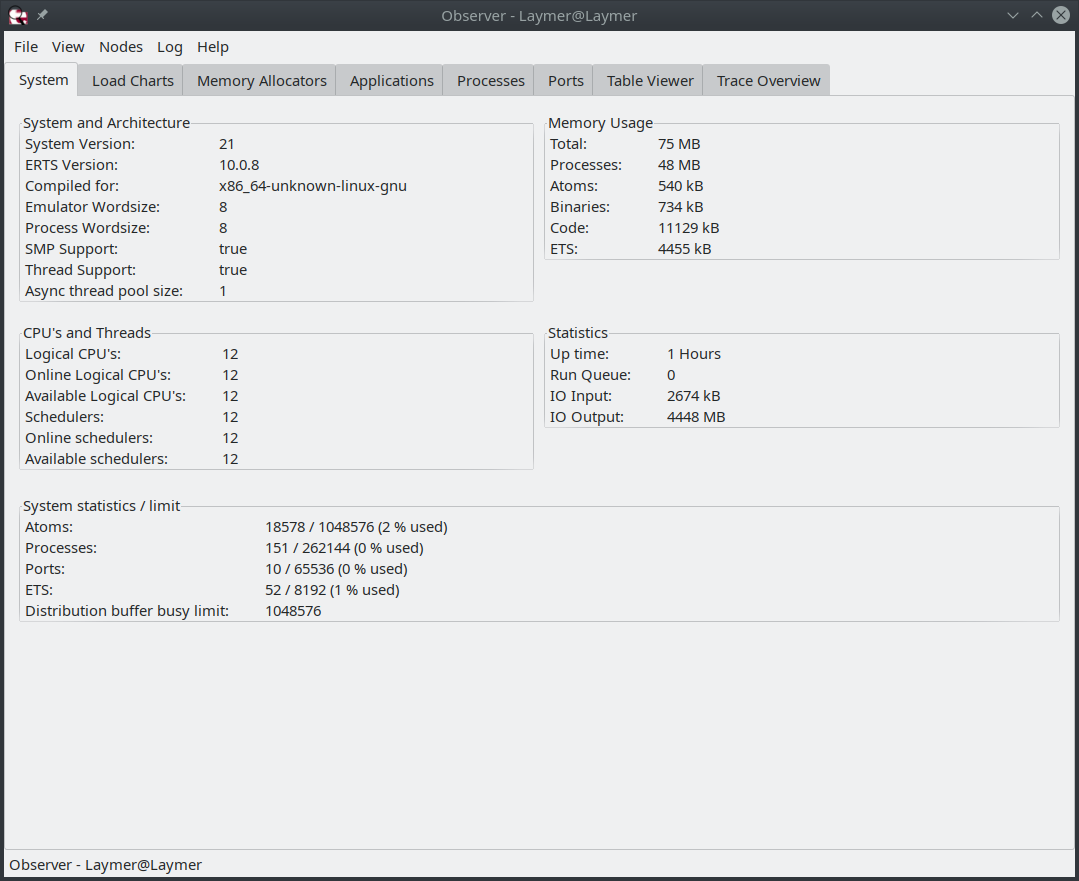 Observer - Laymer@Laymer
File View Nodes Log Help
System Load Charts Memory Allocators Applications Processes Ports Table Viewer Trace Overview
System and Architecture
System Version: 21
ERTS Version: 10.0.8
Compiled for: x86_64-unknown-linux-gnu
Emulator Wordsize: 8
Process Wordsize: 8
SMP Support: true
Thread Support: true
Async thread pool size: 1
Memory Usage
Total: 75 MB
Processes: 48 MB
Atoms: 540 kB
Binaries: 734 kB
Code: 11129 kB
ETS: 4455 kB
CPU's and Threads
Logical CPU's: 12
Online Logical CPU's: 12
Available Logical CPU's: 12
Schedulers: 12
Online schedulers: 12
Available schedulers: 12
Statistics
Up time: 1 Hours
Run Queue: 0
IO Input: 2674 kB
IO Output: 4448 MB
System statistics / limit
Atoms: 18578 / 1048576 (2 % used)
Processes: 151 / 262144 (0 % used)
Ports: 10 / 65536 (0 % used)
ETS: 52 / 8192 (1 % used)
Distribution buffer busy limit: 1048576
Observer - Laymer@Laymer